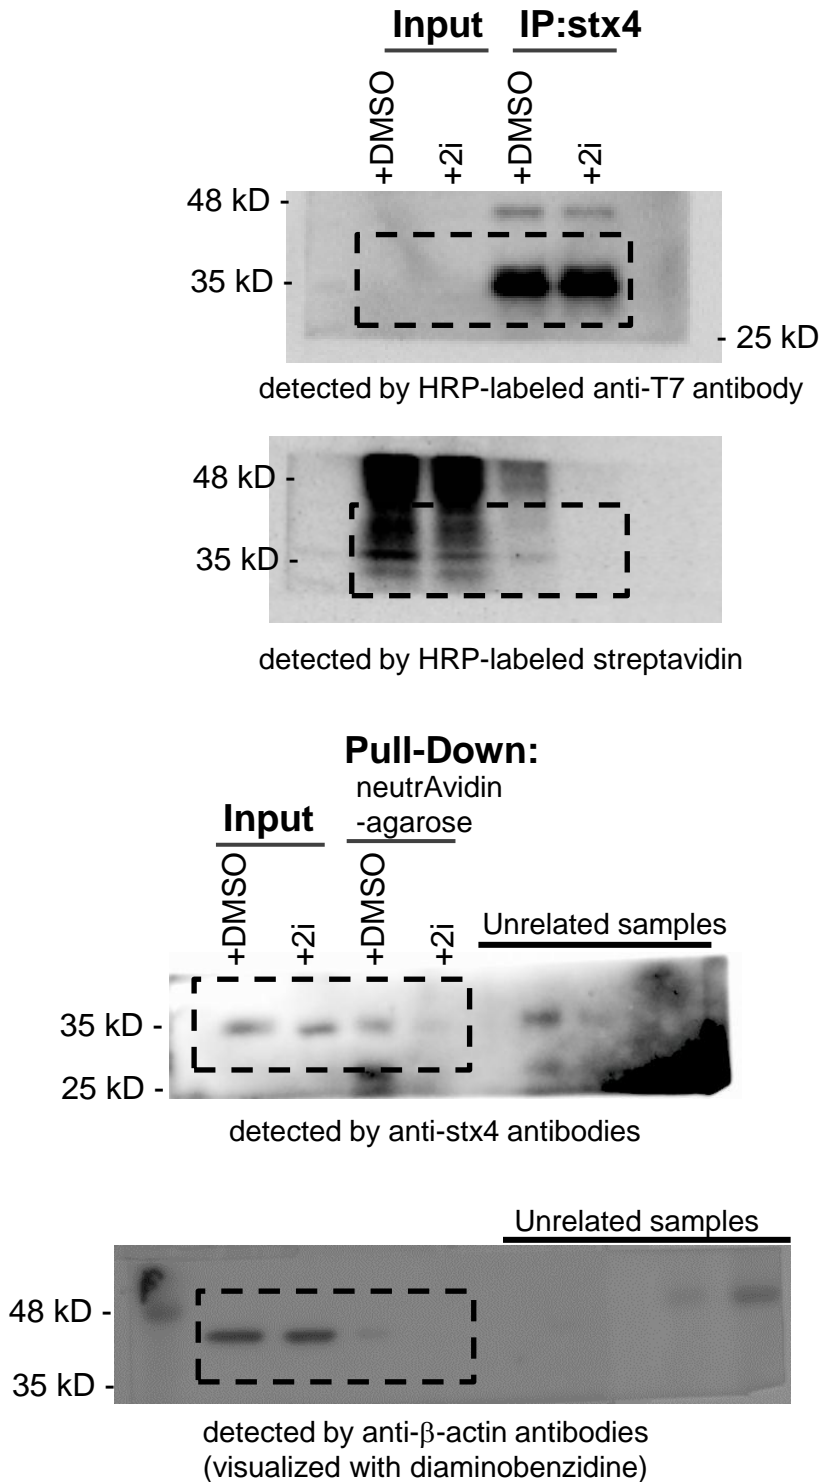 Input IP:stx4
+DMSO +2i +DMSO +2i
48 kD -
35 kD -
- 25 kD
detected by HRP-labeled anti-T7 antibody
48 kD -
35 kD -
detected by HRP-labeled streptavidin
Pull-Down:
neutrAvidin
-agarose
Input
+DMSO +2i +DMSO +2i
Unrelated samples
35 kD -
25 kD -
detected by anti-stx4 antibodies
Unrelated samples
48 kD -
35 kD -
detected by anti-β-actin antibodies
(visualized with diaminobenzidine)